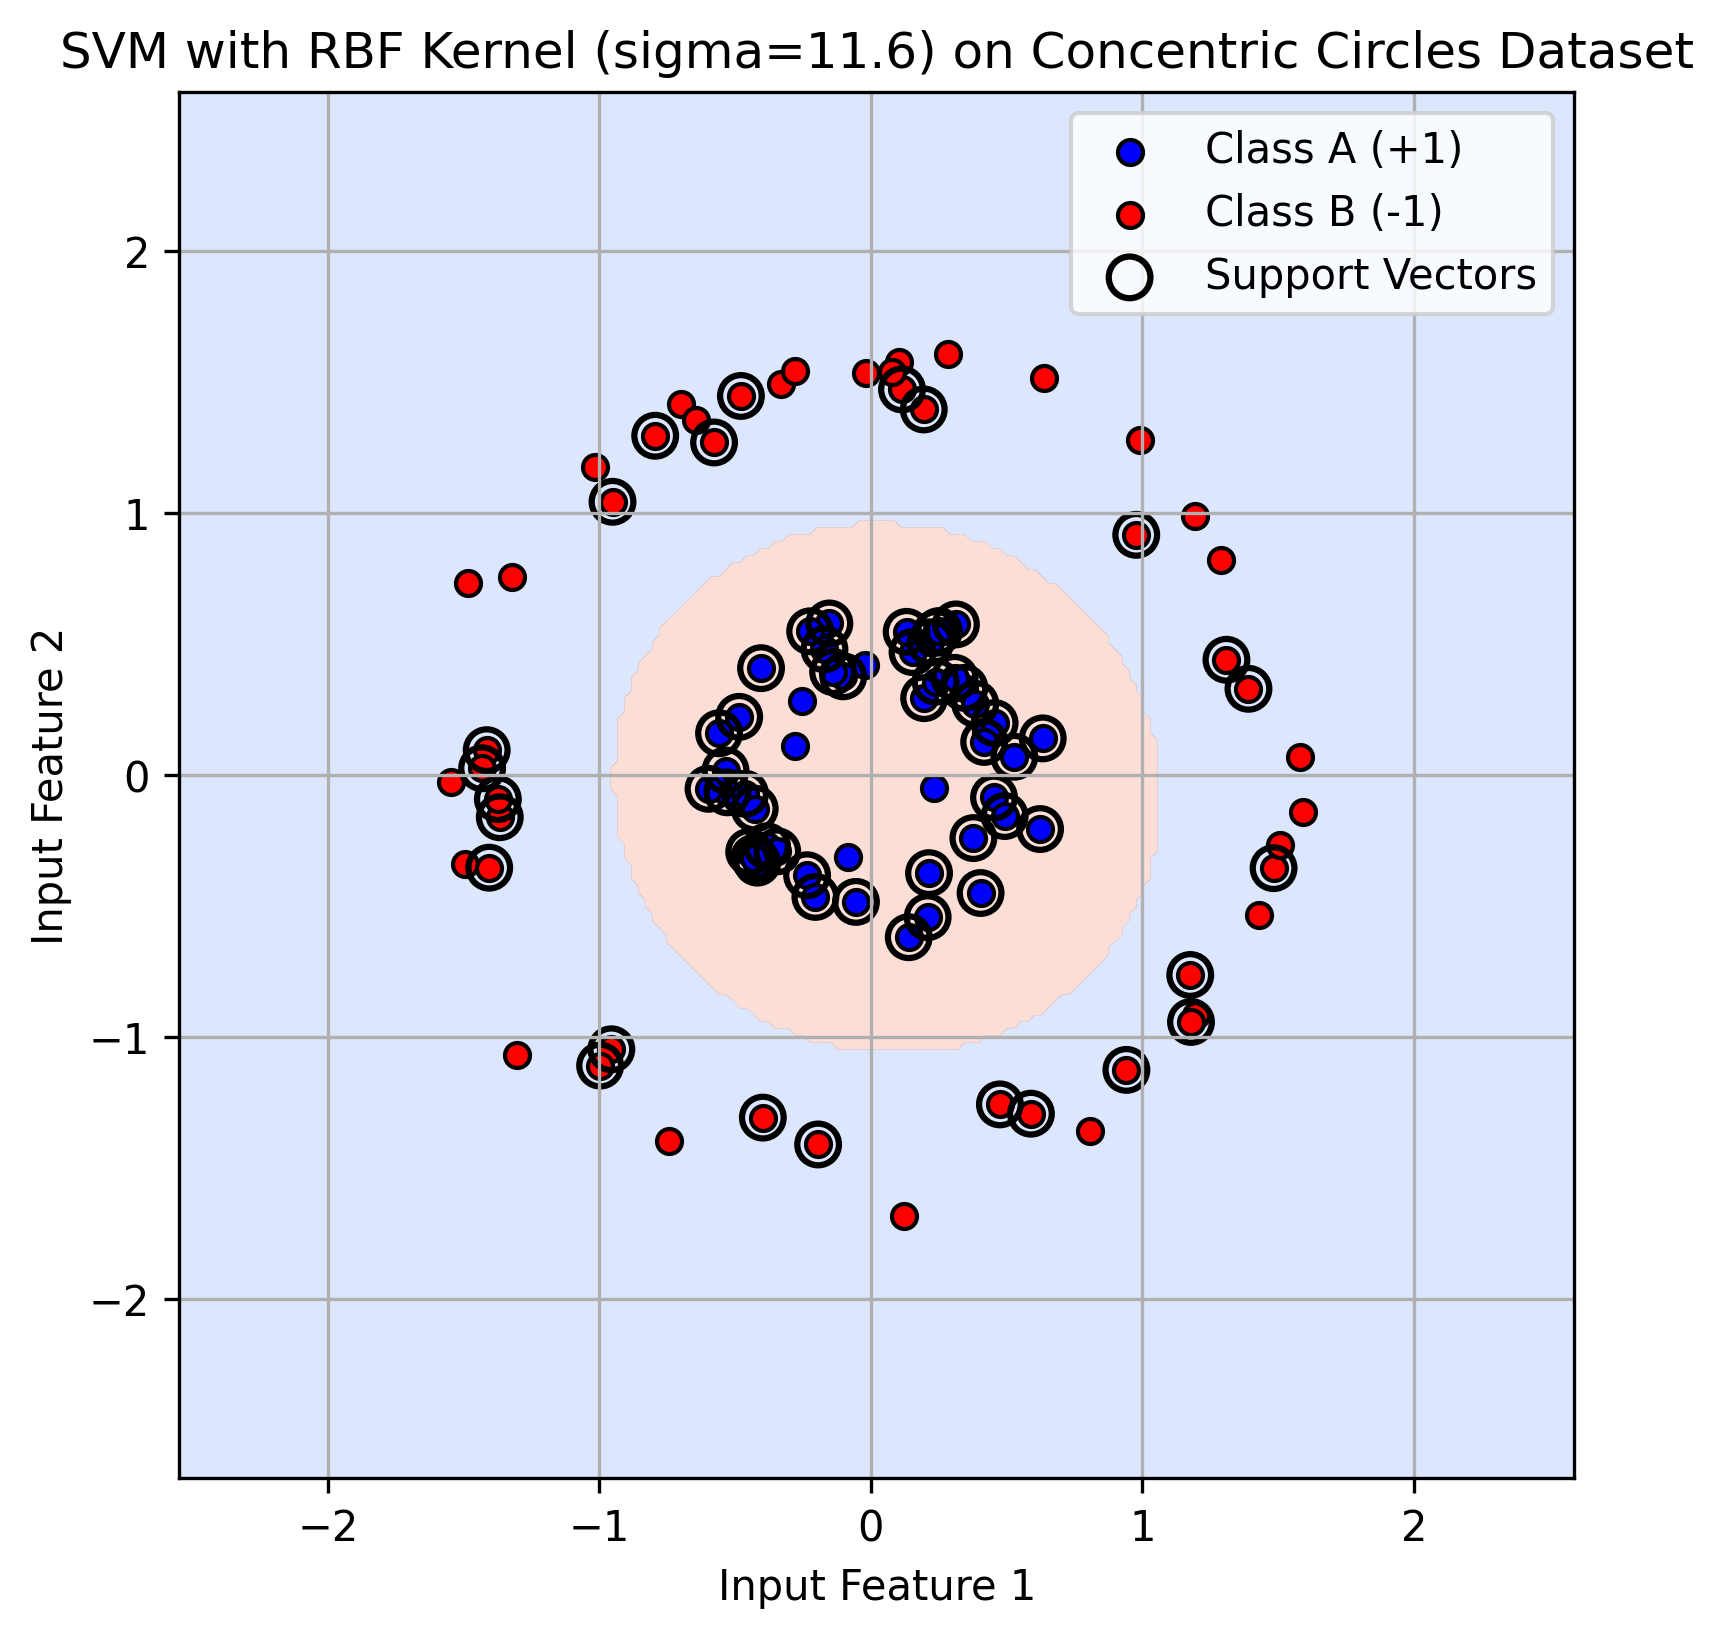 SVM with RBF Kernel (sigma=11.6) on Concentric Circles Dataset
Class A (+1)
Class B (-1)
Support Vectors
Input Feature 2
2
1
0
−1
−2
−2
−1
0
1
2
Input Feature 1